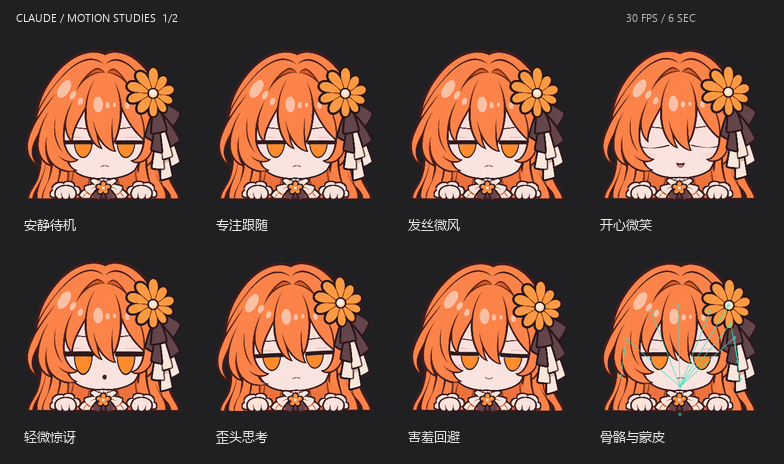 CLAUDE / MOTION STUDIES 1/2
30 FPS / 6 SEC
安静待机
专注跟随
发丝微风
开心微笑
轻微惊讶
歪头思考
害羞回避
骨骼与蒙皮